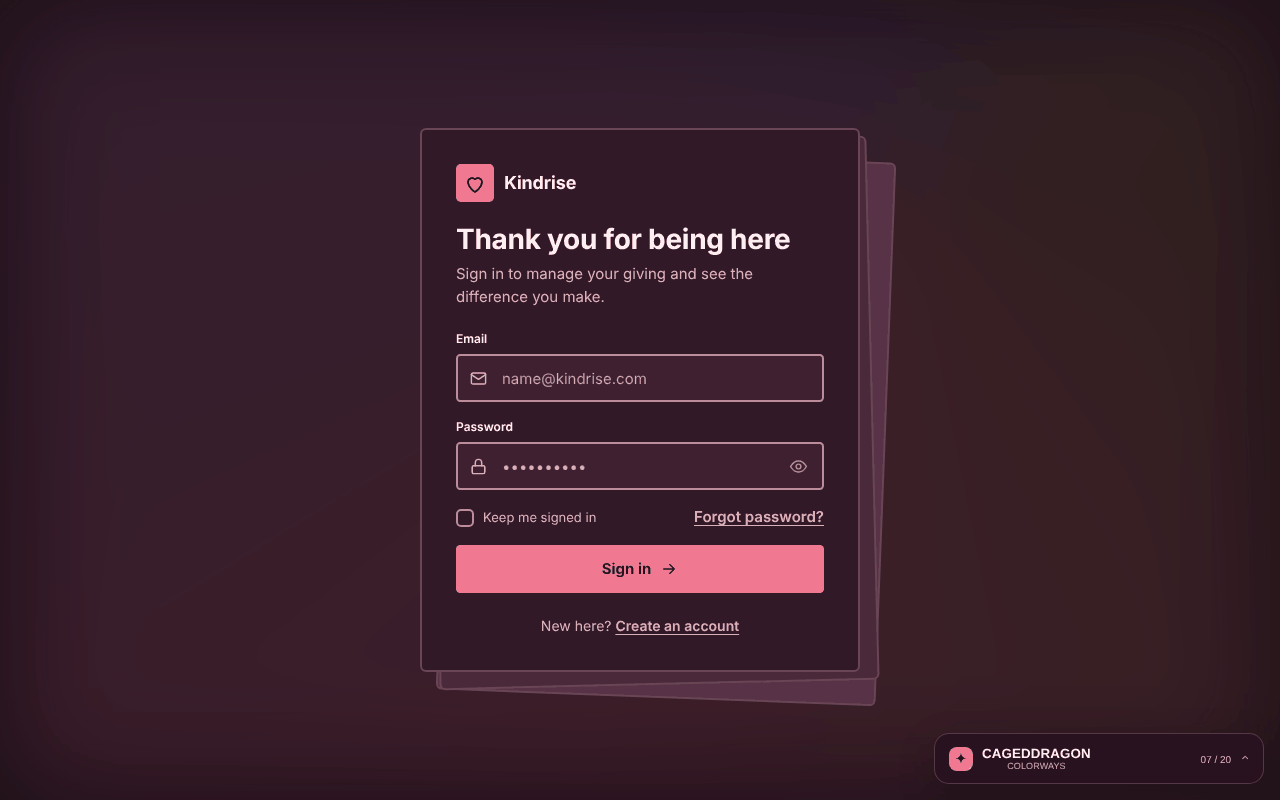 Kindrise
Thank you for being here
Sign in to manage your giving and see the
difference you make.
Email
name@kindrise.com
Password
••••••••••
Keep me signed in
Forgot password?
Sign in →
New here? Create an account
CAGEDDRAGON
COLORWAYS
07 / 20